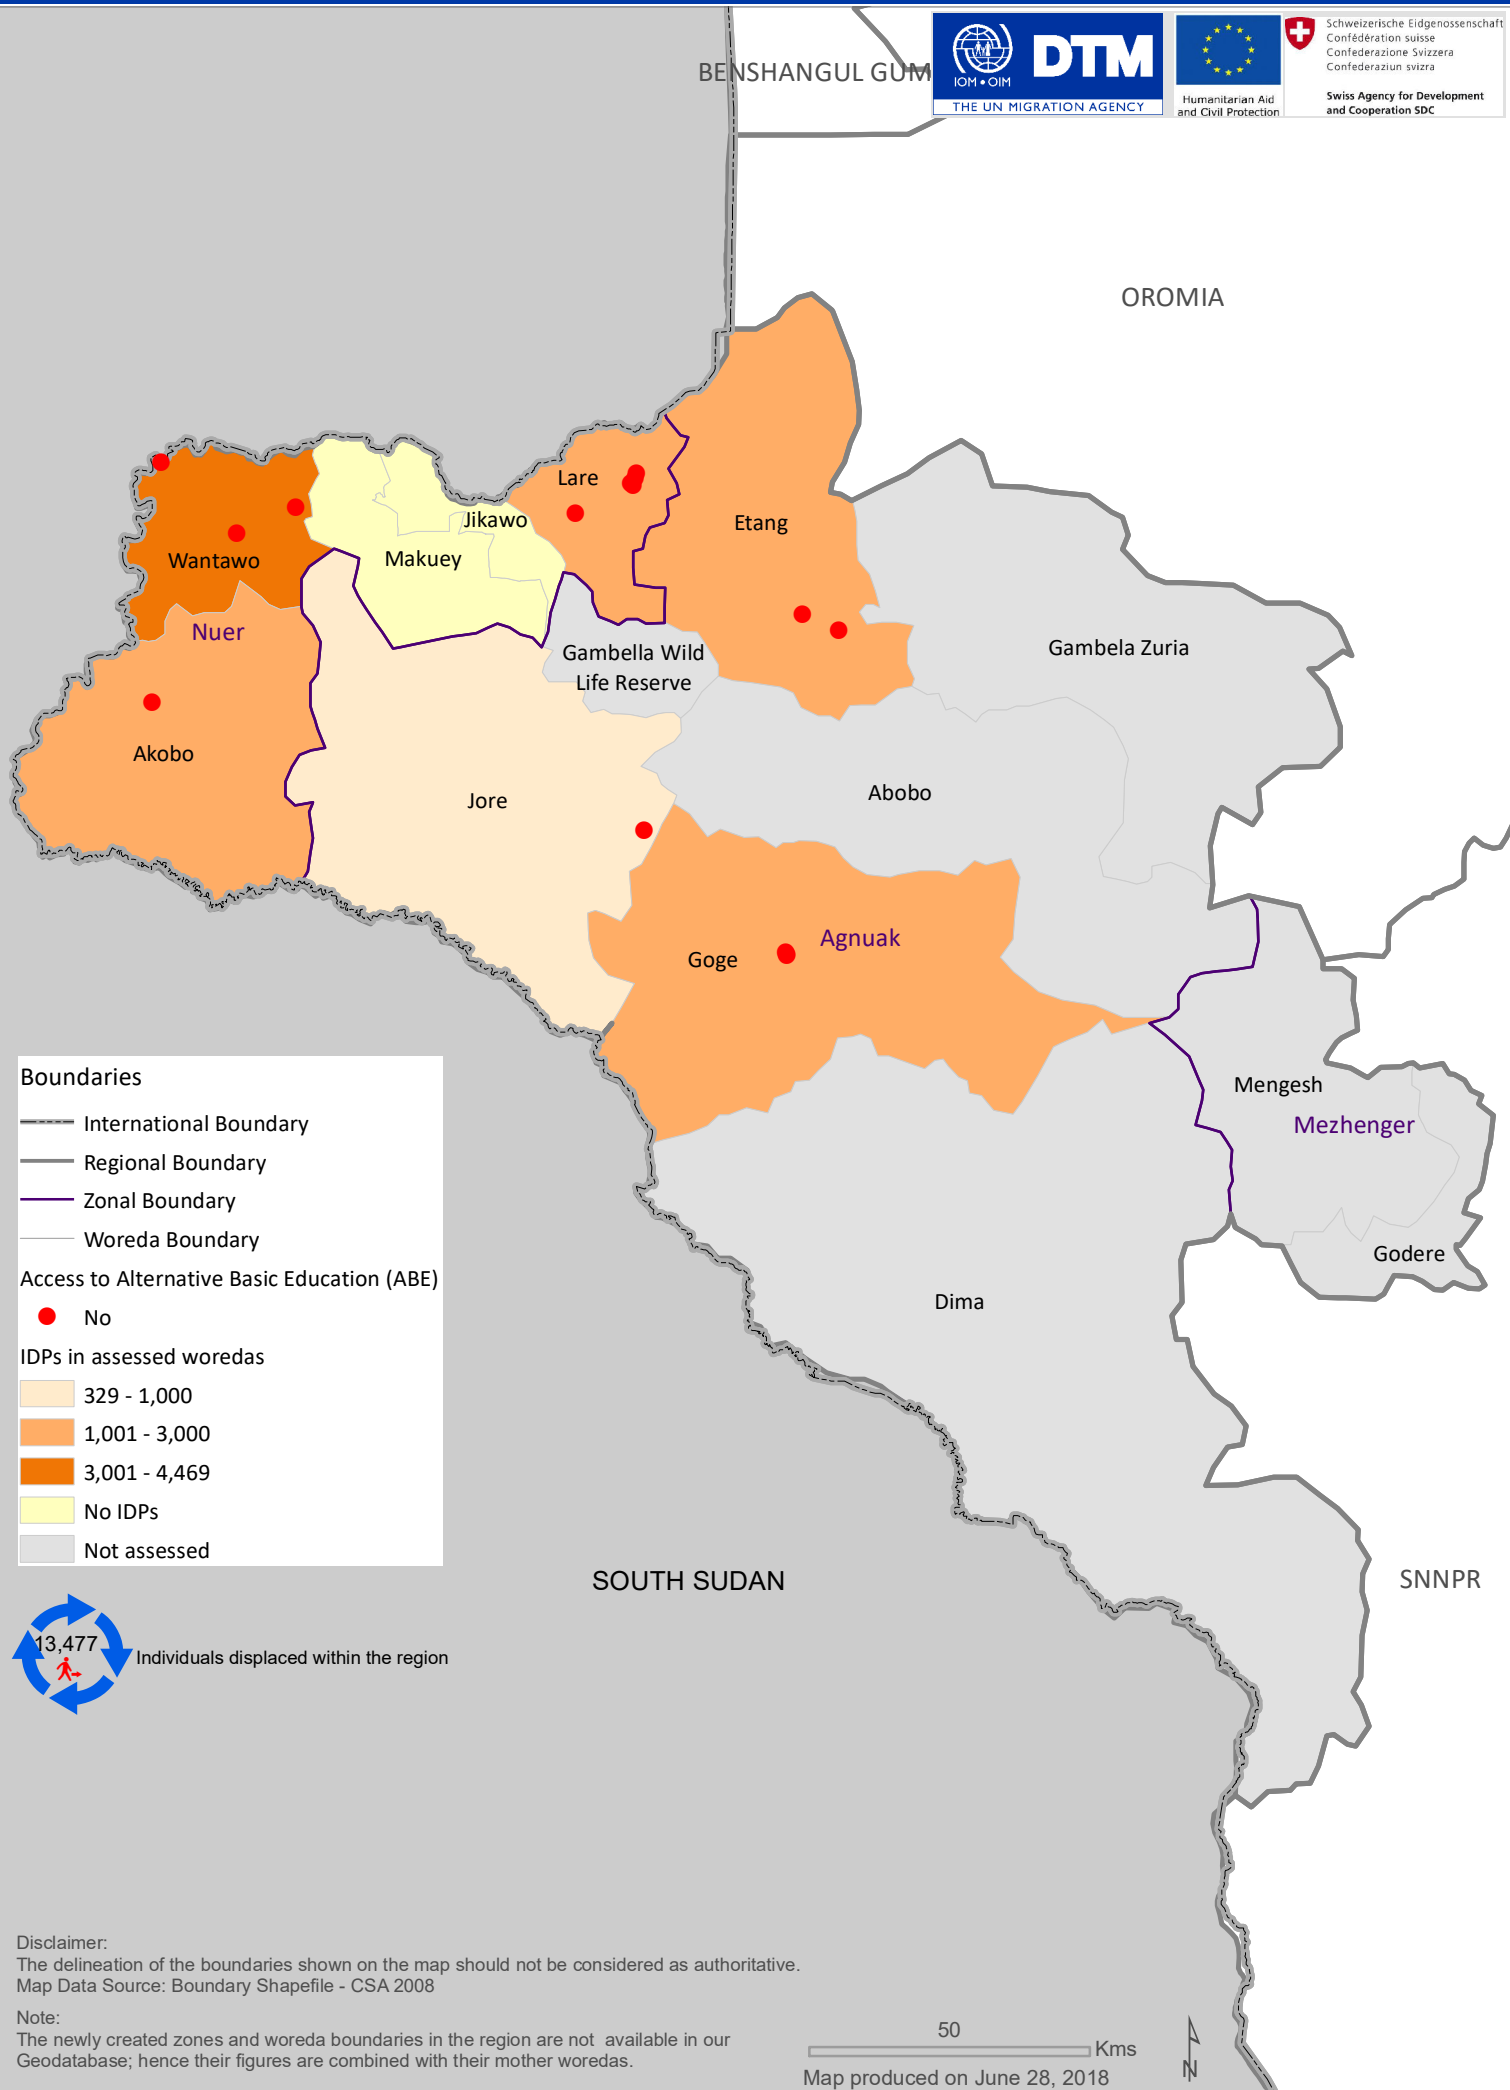 BENSHANGUL GUM
IOM • OIM
DTM
THE UN MIGRATION AGENCY
Humanitarian Aid
and Civil Protection
Schweizerische Eidgenossenschaft
Confédération suisse
Confederazione Svizzera
Confederaziun svizra
Swiss Agency for Development
and Cooperation SDC
OROMIA
Lare
Jikawo
Etang
Makuey
Wantawo
Nuer
Gambella Wild
Life Reserve
Gambela Zuria
Akobo
Jore
Abobo
Goge
Agnuak
Mengesh
Mezhenger
Godere
Dima
SOUTH SUDAN
SNNPR
Boundaries
International Boundary
Regional Boundary
Zonal Boundary
Woreda Boundary
Access to Alternative Basic Education (ABE)
No
IDPs in assessed woredas
329 - 1,000
1,001 - 3,000
3,001 - 4,469
No IDPs
Not assessed
13,477
Individuals displaced within the region
Disclaimer:
The delineation of the boundaries shown on the map should not be considered as authoritative.
Map Data Source: Boundary Shapefile - CSA 2008
Note:
The newly created zones and woreda boundaries in the region are not available in our
Geodatabase; hence their figures are combined with their mother woredas.
50
Kms
Map produced on June 28, 2018
N